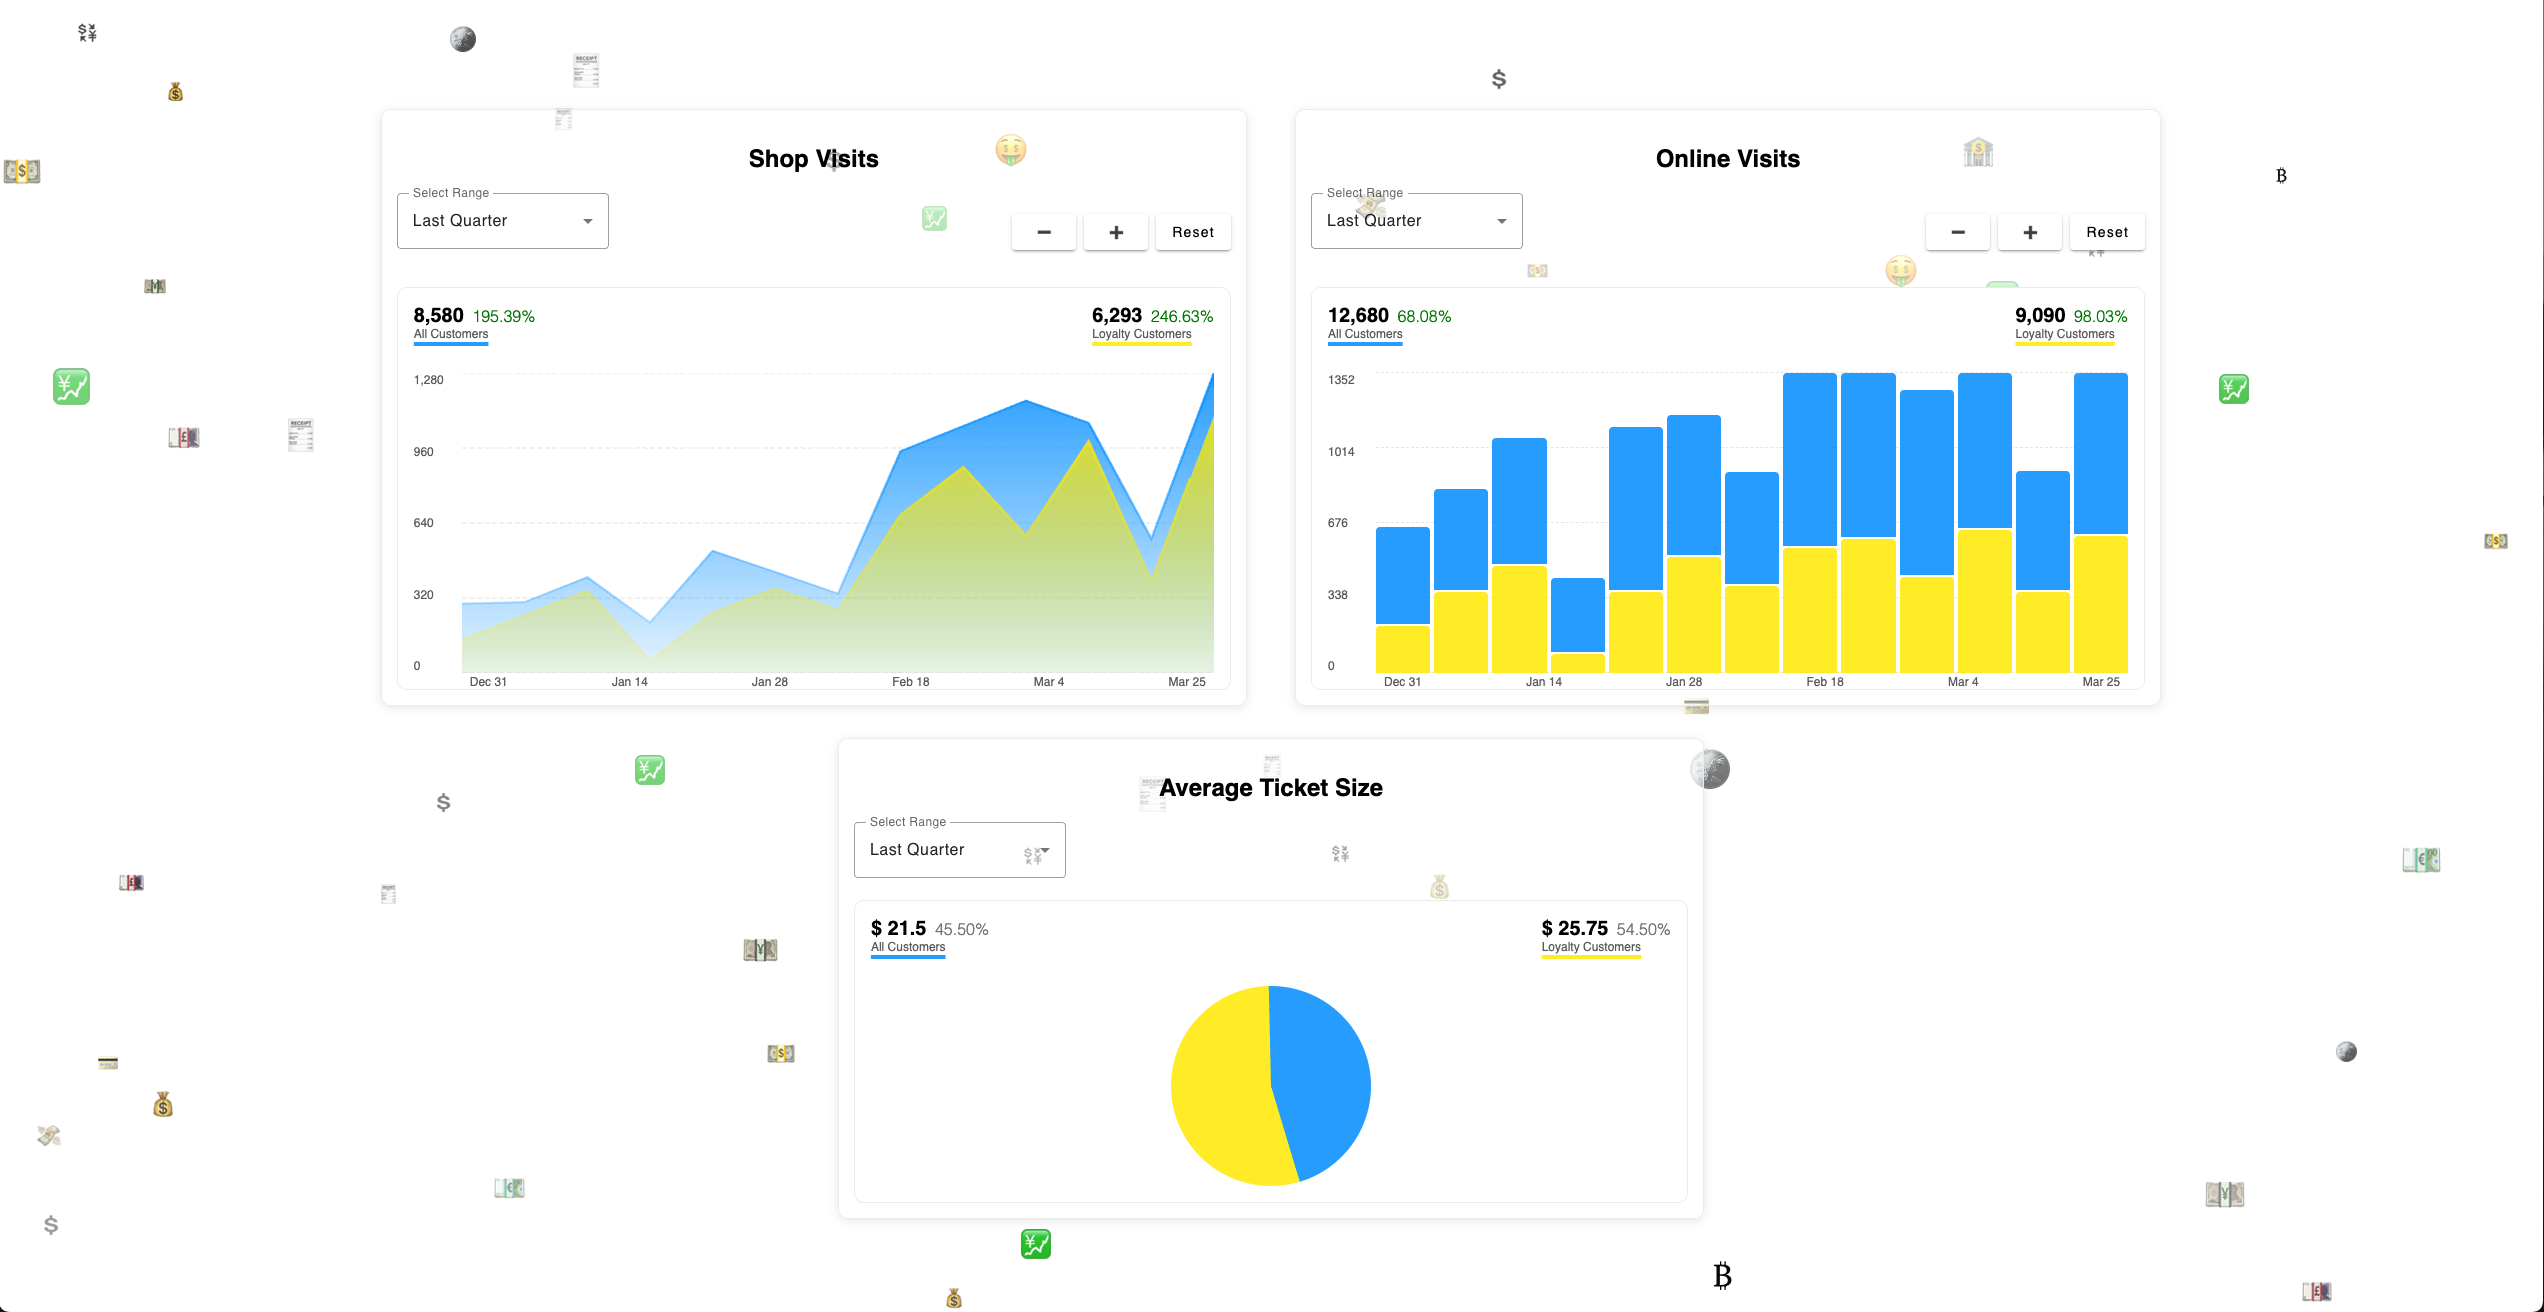 Shop Visits
Select Range
Last Quarter
− + Reset
8,580 195.39%
All Customers
6,293 246.63%
Loyalty Customers
1,280
960
640
320
0
Dec 31 Jan 14 Jan 28 Feb 18 Mar 4 Mar 25
Online Visits
Select Range
Last Quarter
− + Reset
12,680 68.08%
All Customers
9,090 98.03%
Loyalty Customers
1352
1014
676
338
0
Dec 31 Jan 14 Jan 28 Feb 18 Mar 4 Mar 25
Average Ticket Size
Select Range
Last Quarter
$ 21.5 45.50%
All Customers
$ 25.75 54.50%
Loyalty Customers